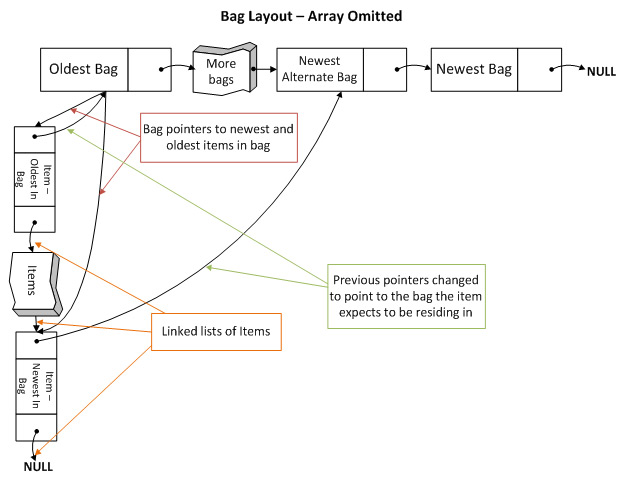 Bag Layout – Array Omitted
Oldest Bag
More
bags
Newest
Alternate Bag
Newest Bag
NULL
Bag pointers to newest and
oldest items in bag
Item –
Oldest In
Bag
Items
Previous pointers changed
to point to the bag the item
expects to be residing in
Linked lists of Items
Item –
Newest In
Bag
NULL